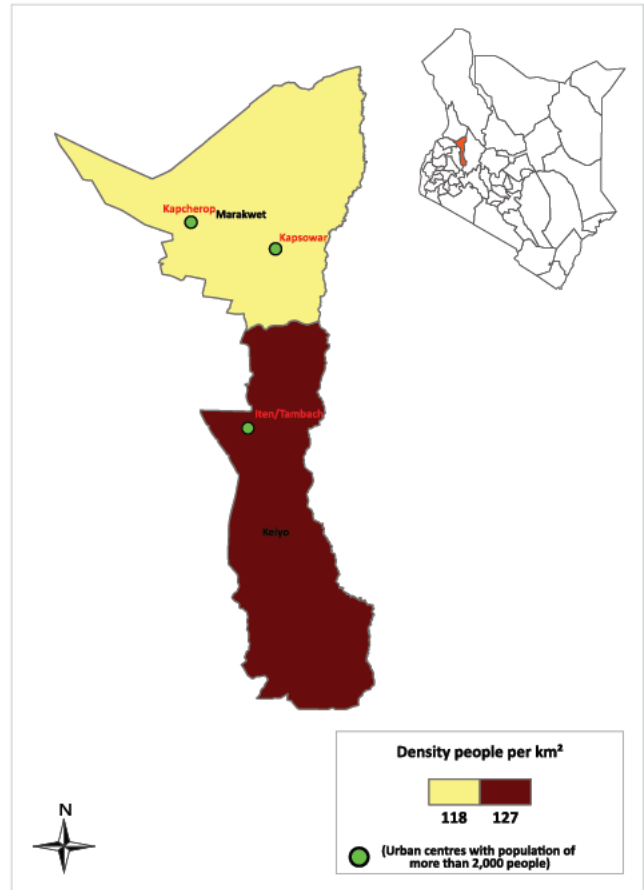 Kapcherop
Marakwet
Kapsowar
Iten/Tambach
Keiyo
Density people per km²
118 127
(Urban centres with population of
more than 2,000 people)
N